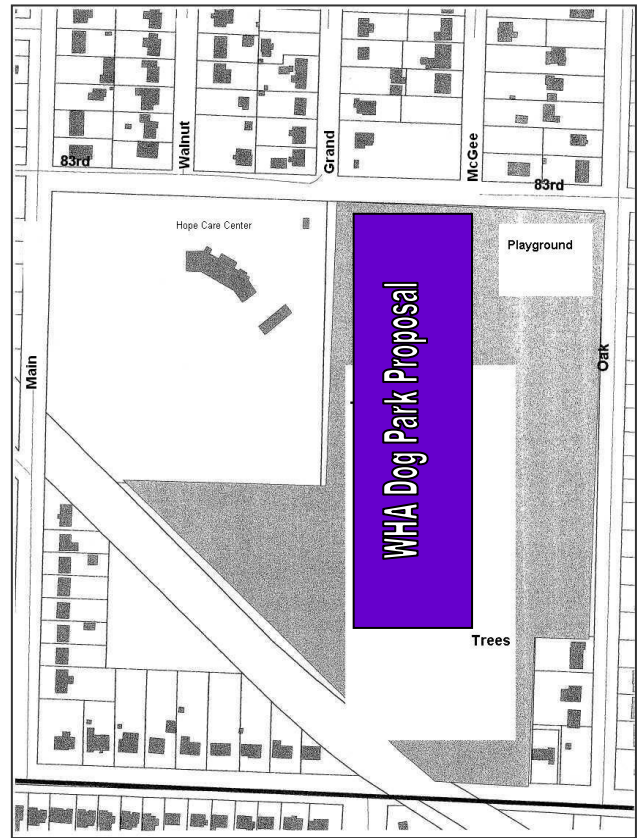 Walnut
Grand
McGee
83rd
83rd
Hope Care Center
Playground
WHA Dog Park Proposal
Main
Oak
Trees